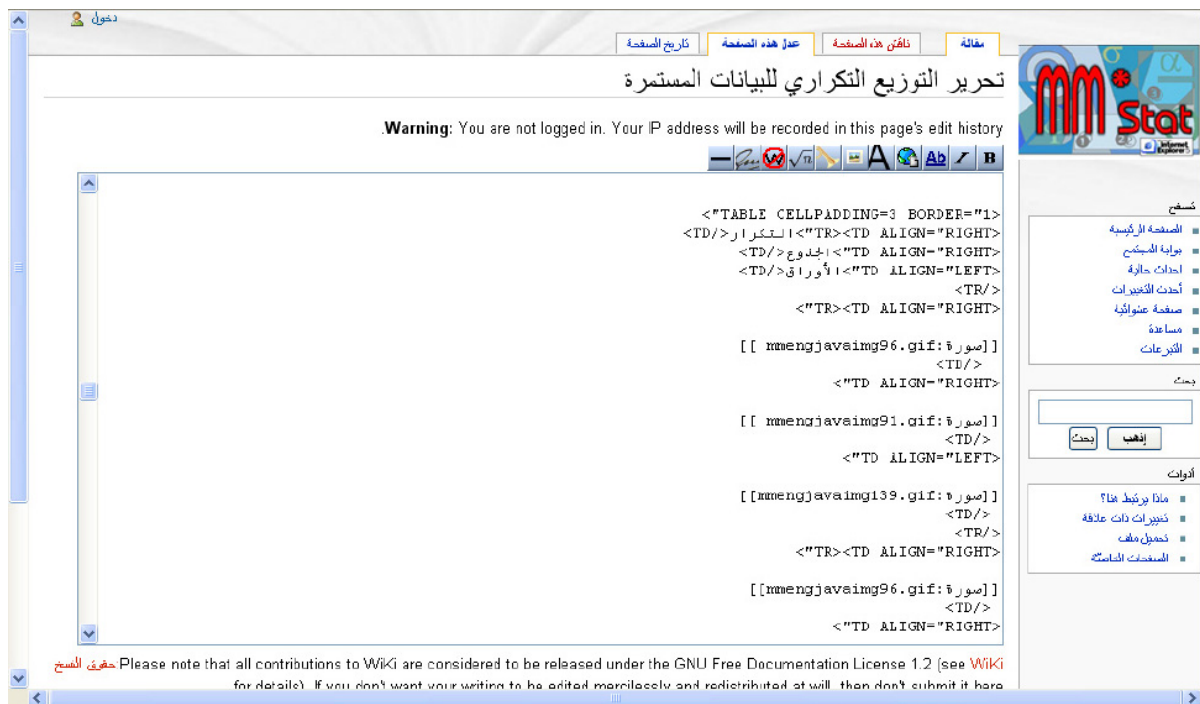 دخول
مقالة
ناقش هذه الصفحة
عدل هذه الصفحة
تاريخ الصفحة
MM*Stat
Internet Explorer 5
تحرير التوزيع التكراري للبيانات المستمرة
Warning: You are not logged in. Your IP address will be recorded in this page's edit history.
Ab I B
<TABLE CELLPADDING=3 BORDER="1">
<TR><TD ALIGN="RIGHT">التكرار</TD>
<TD ALIGN="RIGHT">الجذوع</TD>
<TD ALIGN="LEFT">الأوراق</TD>
</TR>
<TR><TD ALIGN="RIGHT">
[[صورة:mmengjavaimg96.gif ]]
</TD>
<TD ALIGN="RIGHT">
[[صورة:mmengjavaimg91.gif ]]
</TD>
<TD ALIGN="LEFT">
[[صورة:mmengjavaimg139.gif]]
</TD>
</TR>
<TR><TD ALIGN="RIGHT">
[[صورة:mmengjavaimg96.gif]]
</TD>
<TD ALIGN="RIGHT">
Please note that all contributions to WiKi are considered to be released under the GNU Free Documentation License 1.2 (see WiKi حقوق النسخ
for details). If you don't want your writing to be edited mercilessly and redistributed at will, then don't submit it here
تصفح
الصفحة الرئيسية
بوابة المجتمع
احداث حالية
أحدث التغييرات
صفحة عشوائية
مساعدة
التبرعات
بحث
إذهب
بحث
أدوات
ماذا يرتبط هنا؟
تغييرات ذات علاقة
تحميل ملف
الصفحات الخاصّة